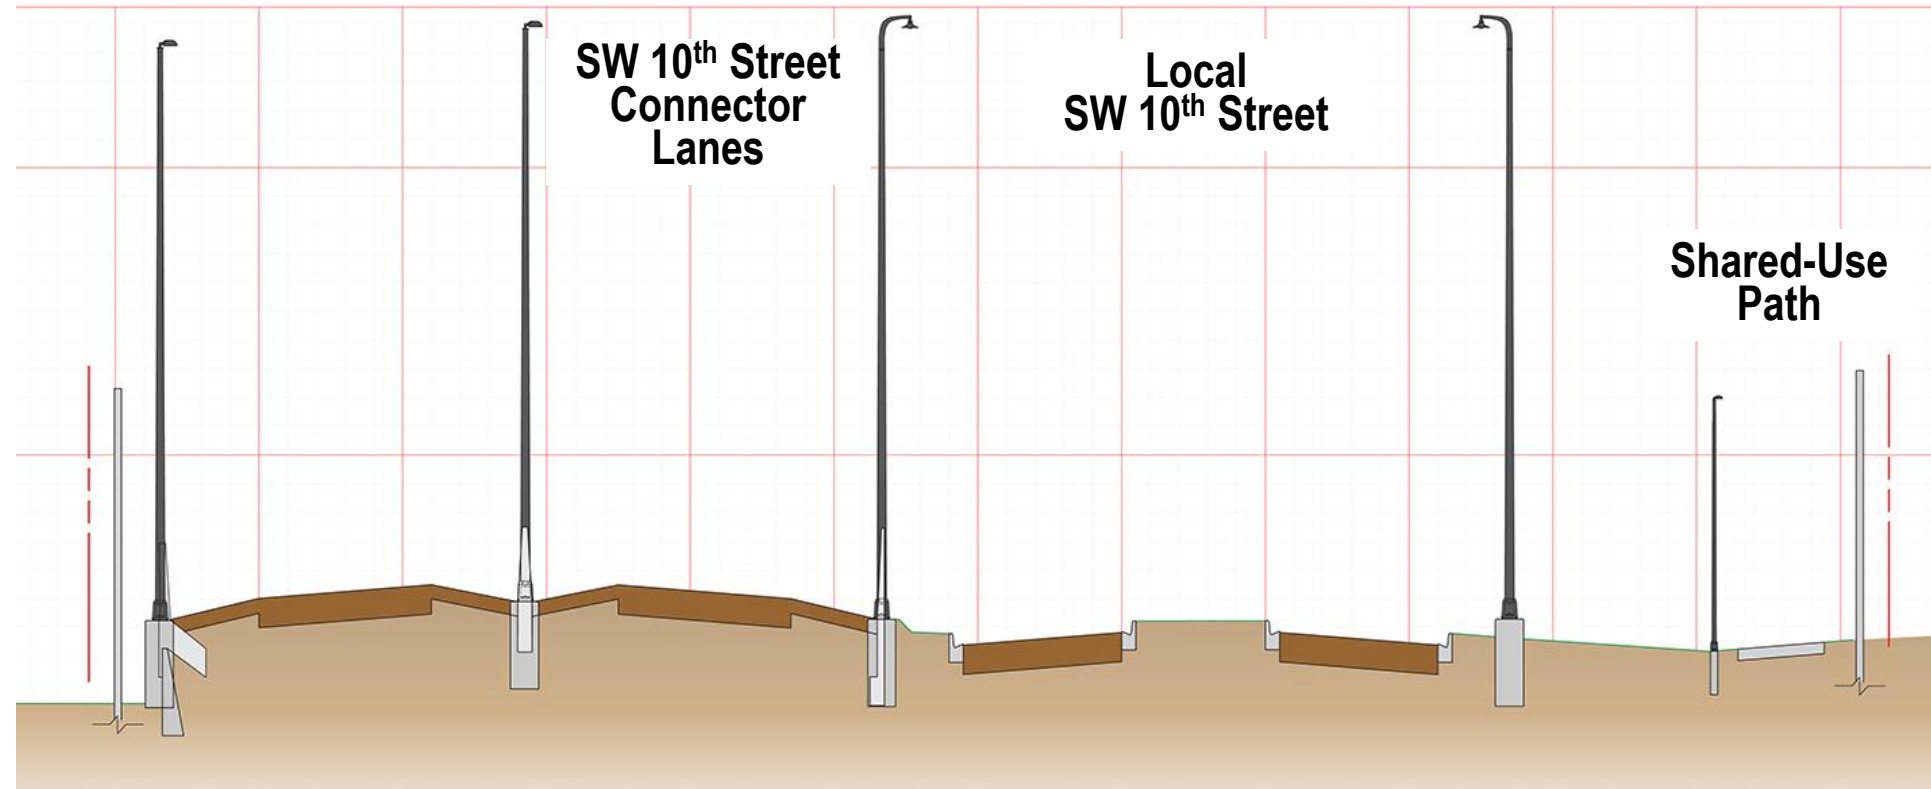 SW 10th Street
Connector
Lanes
Local
SW 10th Street
Shared-Use
Path